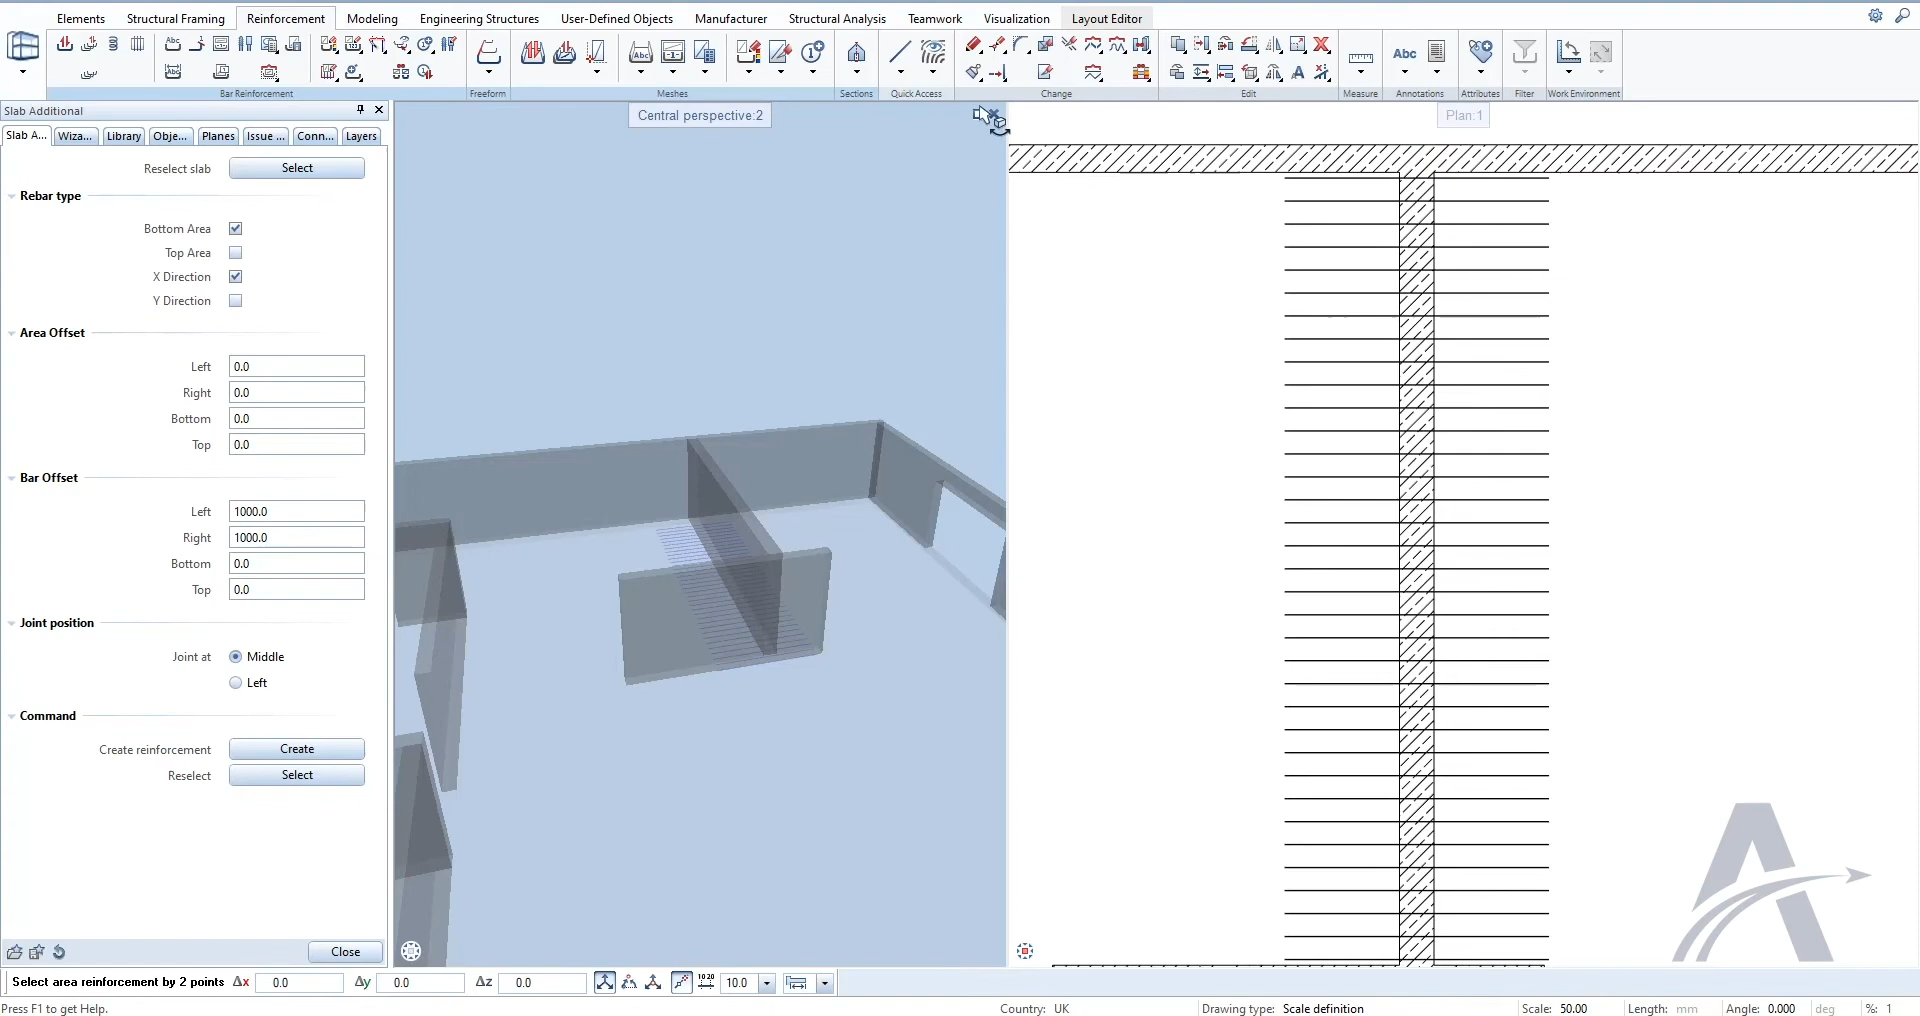 Elements Structural Framing Reinforcement Modeling Engineering Structures User-Defined Objects Manufacturer Structural Analysis Teamwork Visualization Layout Editor
Bar Reinforcement Freeform Meshes Sections Quick Access Change Edit Measure Annotations Attributes Filter Work Environment
Slab Additional
Slab A... Wiza... Library Obje... Planes Issue ... Conn... Layers
Reselect slab Select
Rebar type
Bottom Area
Top Area
X Direction
Y Direction
Area Offset
Left 0.0
Right 0.0
Bottom 0.0
Top 0.0
Bar Offset
Left 1000.0
Right 1000.0
Bottom 0.0
Top 0.0
Joint position
Joint at Middle
Left
Command
Create reinforcement Create
Reselect Select
Close
Central perspective:2
Plan:1
Select area reinforcement by 2 points Δx 0.0 Δy 0.0 Δz 0.0 1020 10.0
Press F1 to get Help. Country: UK Drawing type: Scale definition Scale: 50.00 Length: mm Angle: 0.000 deg %: 1